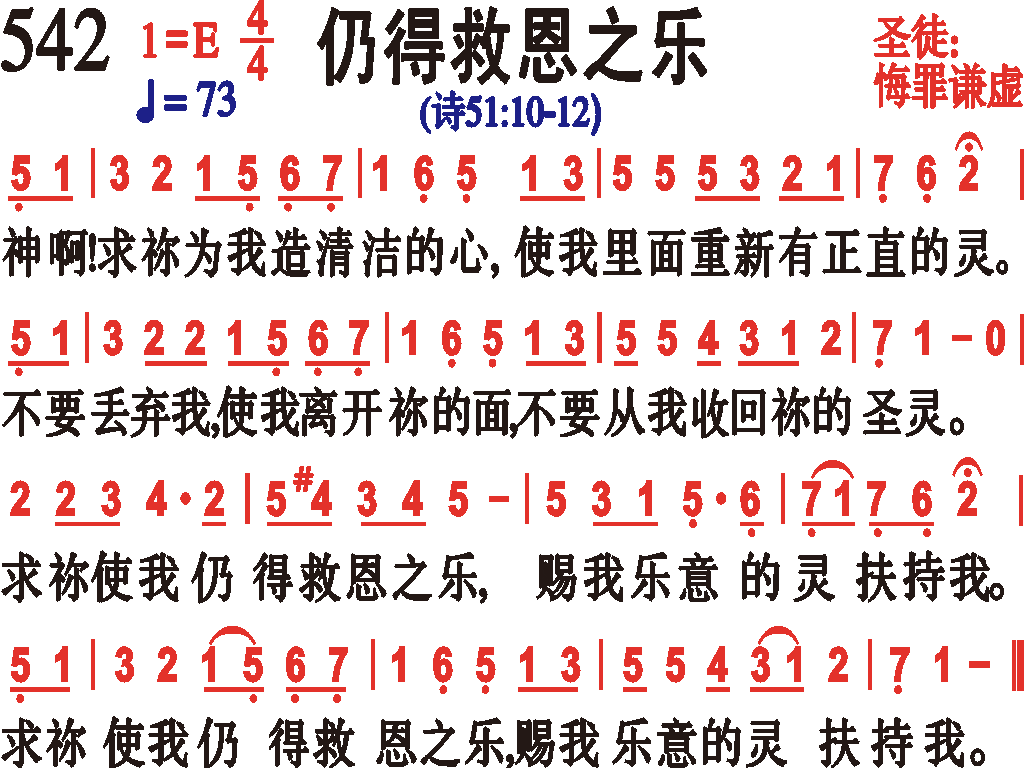 542 1=E 4/4 仍得救恩之乐 圣徒:
♩= 73 (诗51:10-12) 悔罪谦虚
5 1 | 3 2 1 5 6 7 | 1 6 5 1 3 | 5 5 5 3 2 1 | 7 6 2 |
神啊!求祢为我造清洁的心, 使我里面重新有正直的灵。
5 1 | 3 2 2 1 5 6 7 | 1 6 5 1 3 | 5 5 4 3 1 2 | 7 1 - 0 |
不要丢弃我,使我离开祢的面,不要从我收回祢的圣灵。
2 2 3 4 · 2 | 5 #4 3 4 5 - | 5 3 1 5 · 6 | 7 1 7 6 2 |
求祢使我仍得救恩之乐, 赐我乐意的灵扶持我。
5 1 | 3 2 1 5 6 7 | 1 6 5 1 3 | 5 5 4 3 1 2 | 7 1 - ‖
求祢使我仍得救恩之乐,赐我乐意的灵扶持我。